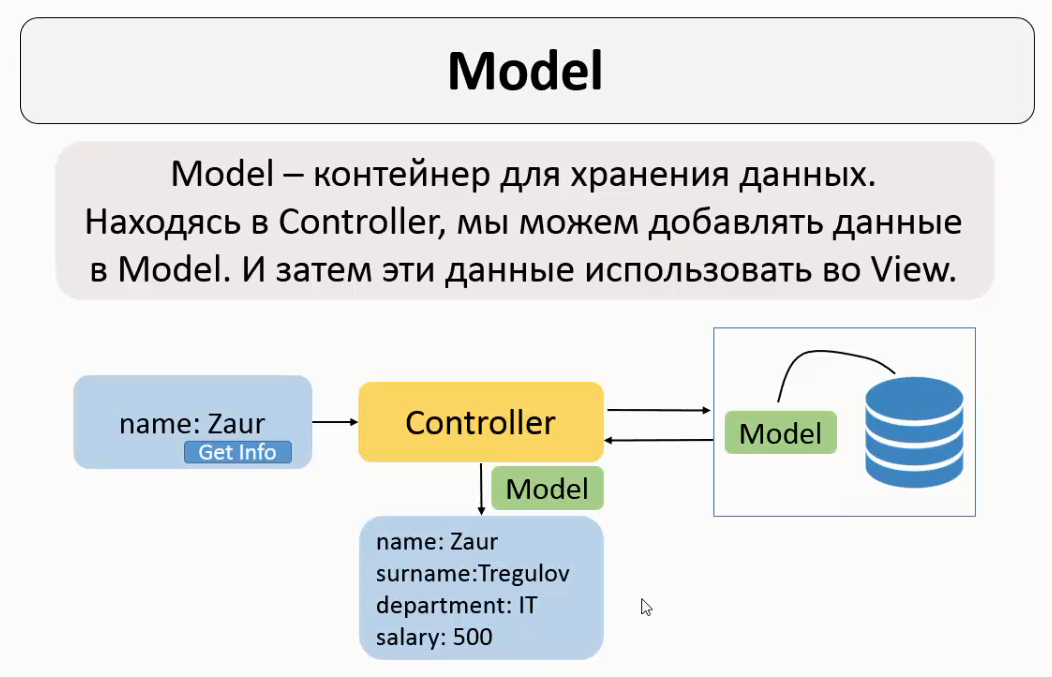 Model
Model – контейнер для хранения данных.
Находясь в Controller, мы можем добавлять данные
в Model. И затем эти данные использовать во View.
name: Zaur
Get Info
Controller
Model
Model
name: Zaur
surname:Tregulov
department: IT
salary: 500